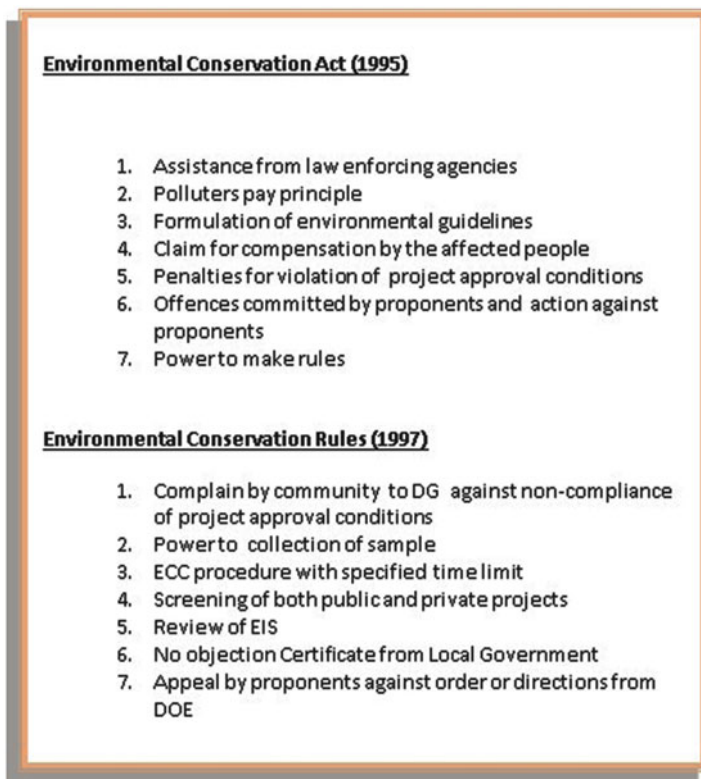 Environmental Conservation Act (1995)
1. Assistance from law enforcing agencies
2. Polluters pay principle
3. Formulation of environmental guidelines
4. Claim for compensation by the affected people
5. Penalties for violation of project approval conditions
6. Offences committed by proponents and action against
proponents
7. Power to make rules
Environmental Conservation Rules (1997)
1. Complain by community to DG against non-compliance
of project approval conditions
2. Power to collection of sample
3. ECC procedure with specified time limit
4. Screening of both public and private projects
5. Review of EIS
6. No objection Certificate from Local Government
7. Appeal by proponents against order or directions from
DOE